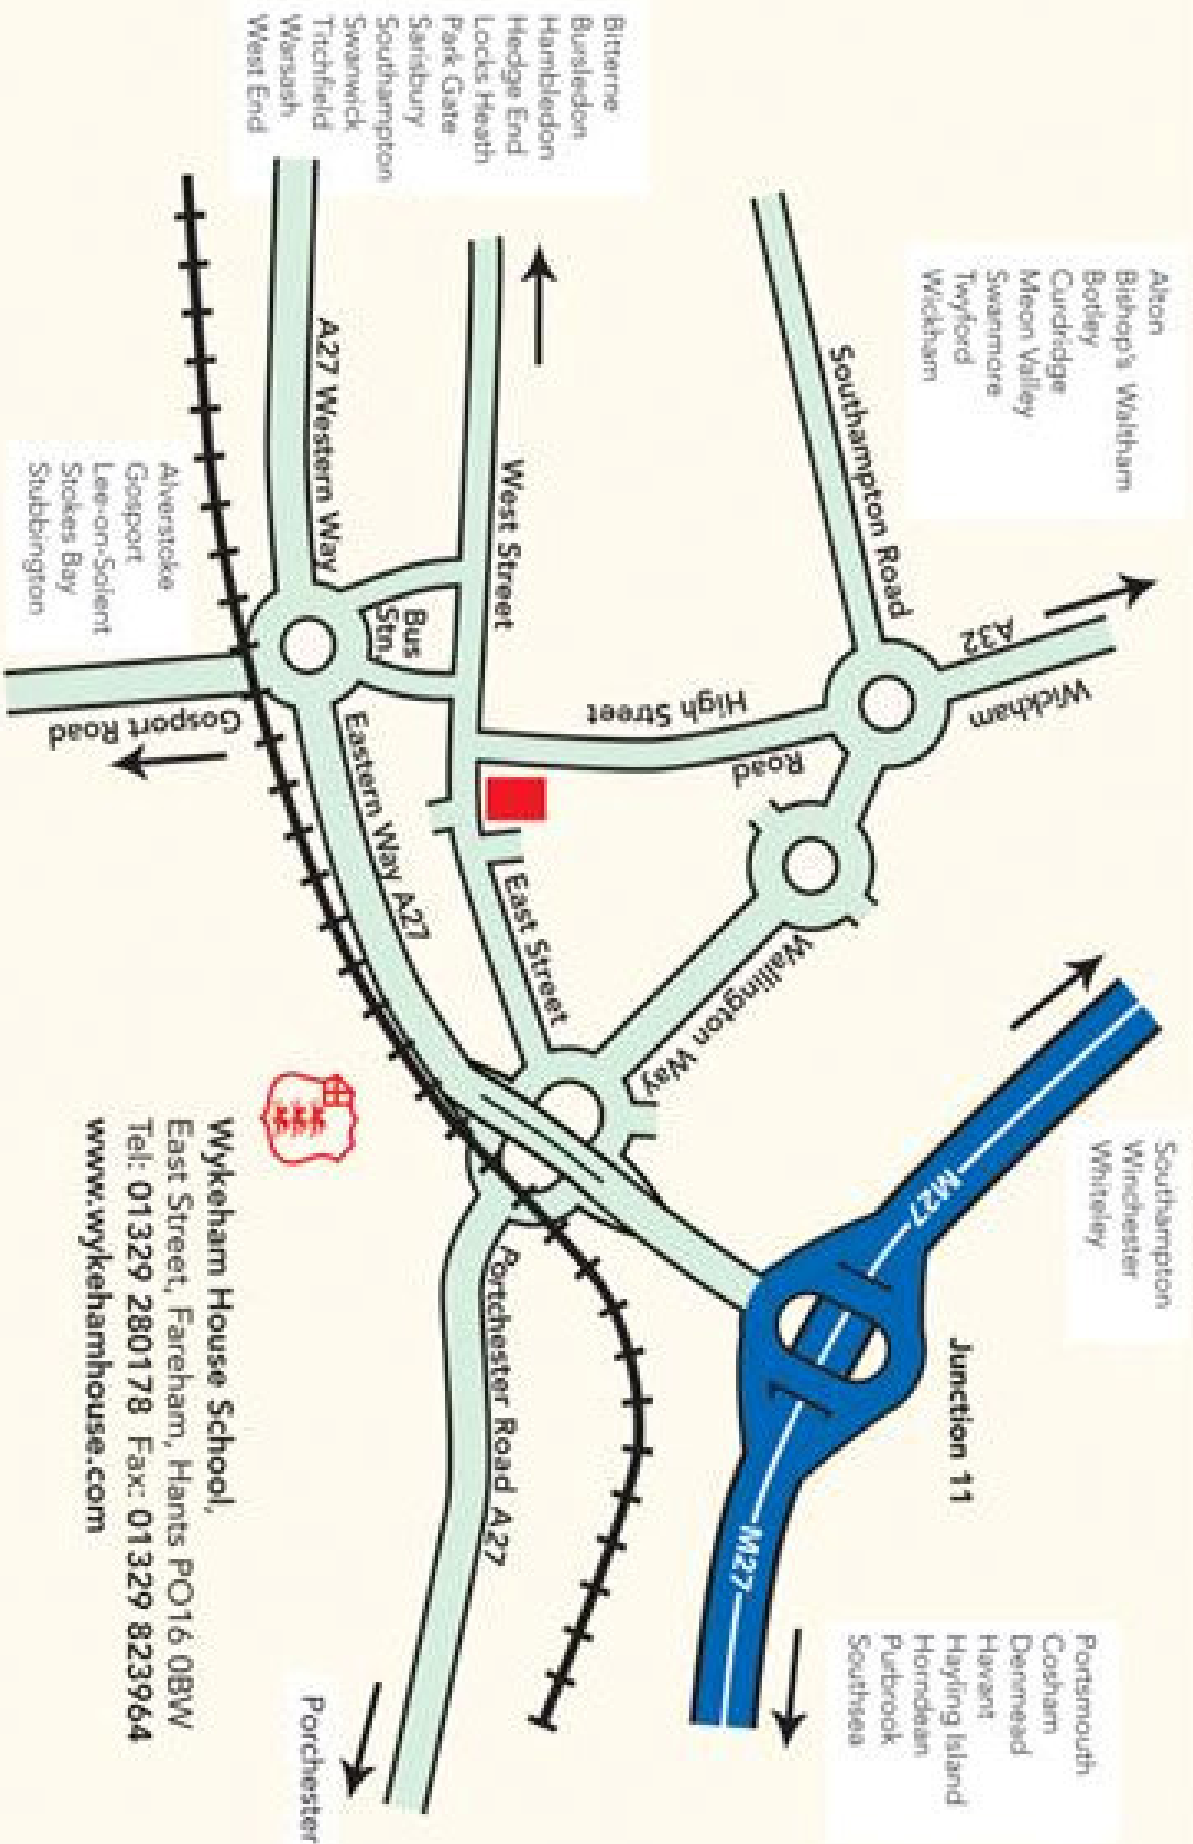 Alton
Bishop's Waltham
Botley
Curdridge
Meon Valley
Swanmore
Twyford
Wickham
Southampton
Winchester
Whiteley
Portsmouth
Cosham
Denmead
Havant
Hayling Island
Horndean
Purbrook
Southsea
Junction 11
M27
M27
A32
Wickham
Road
Southampton Road
High Street
Wallington Way
Bitterne
Bursledon
Hambledon
Hedge End
Locks Heath
Park Gate
Sarisbury
Southampton
Swanwick
Titchfield
Warsash
West End
West Street
East Street
Bus
Stn.
A27 Western Way
Eastern Way A27
Portchester Road A27
Gosport Road
Alverstoke
Gosport
Lee-on-Solent
Stokes Bay
Stubbington
Porchester
Wykeham House School,
East Street, Fareham, Hants PO16 0BW
Tel: 01329 280178 Fax: 01329 823964
www.wykehamhouse.com